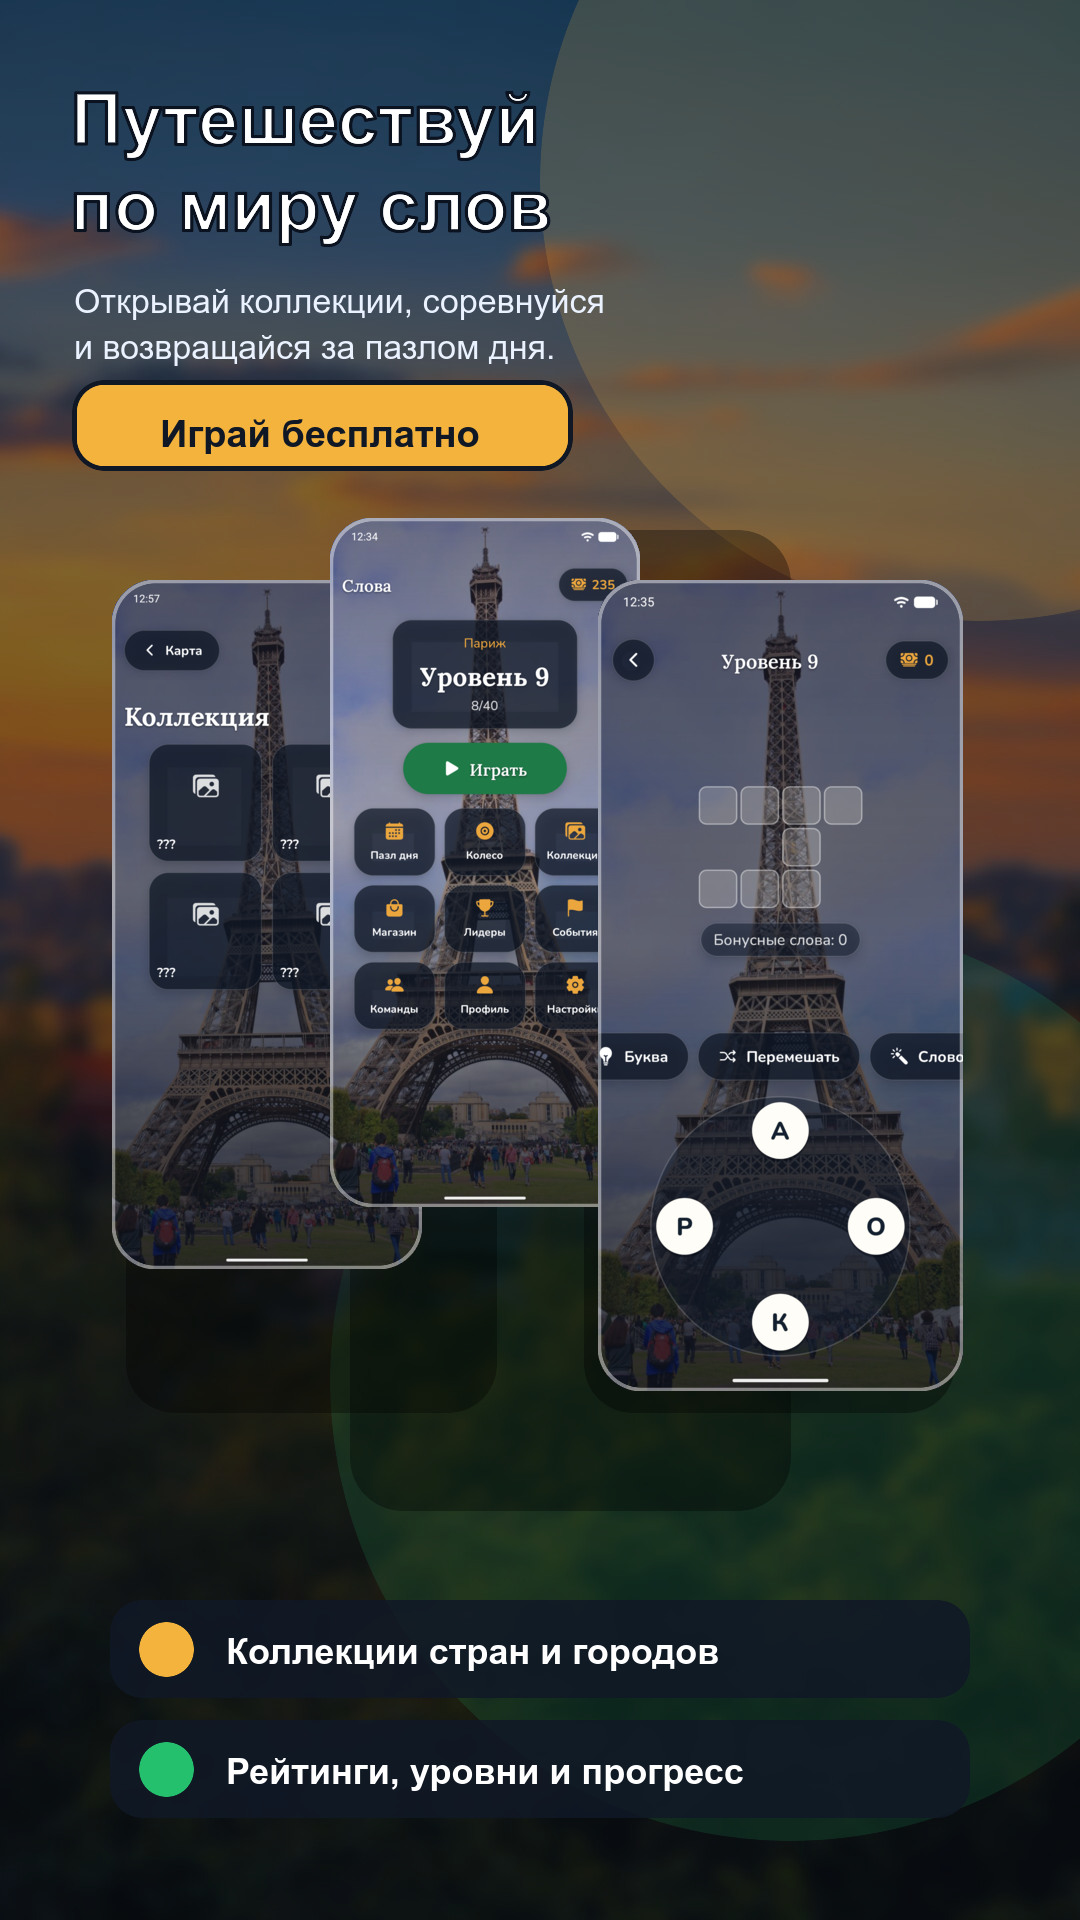 Путешествуй
по миру слов
Открывай коллекции, соревнуйся
и возвращайся за пазлом дня.
Играй бесплатно
12:57
Карта
Коллекция
???
???
???
???
12:34
Слова
235
Париж
Уровень 9
8/40
Играть
Пазл дня
Колесо
Коллекци
Магазин
Лидеры
События
Команды
Профиль
Настройк
12:35
Уровень 9
0
Бонусные слова: 0
Буква
Перемешать
Слово
А
Р
О
К
Коллекции стран и городов
Рейтинги, уровни и прогресс